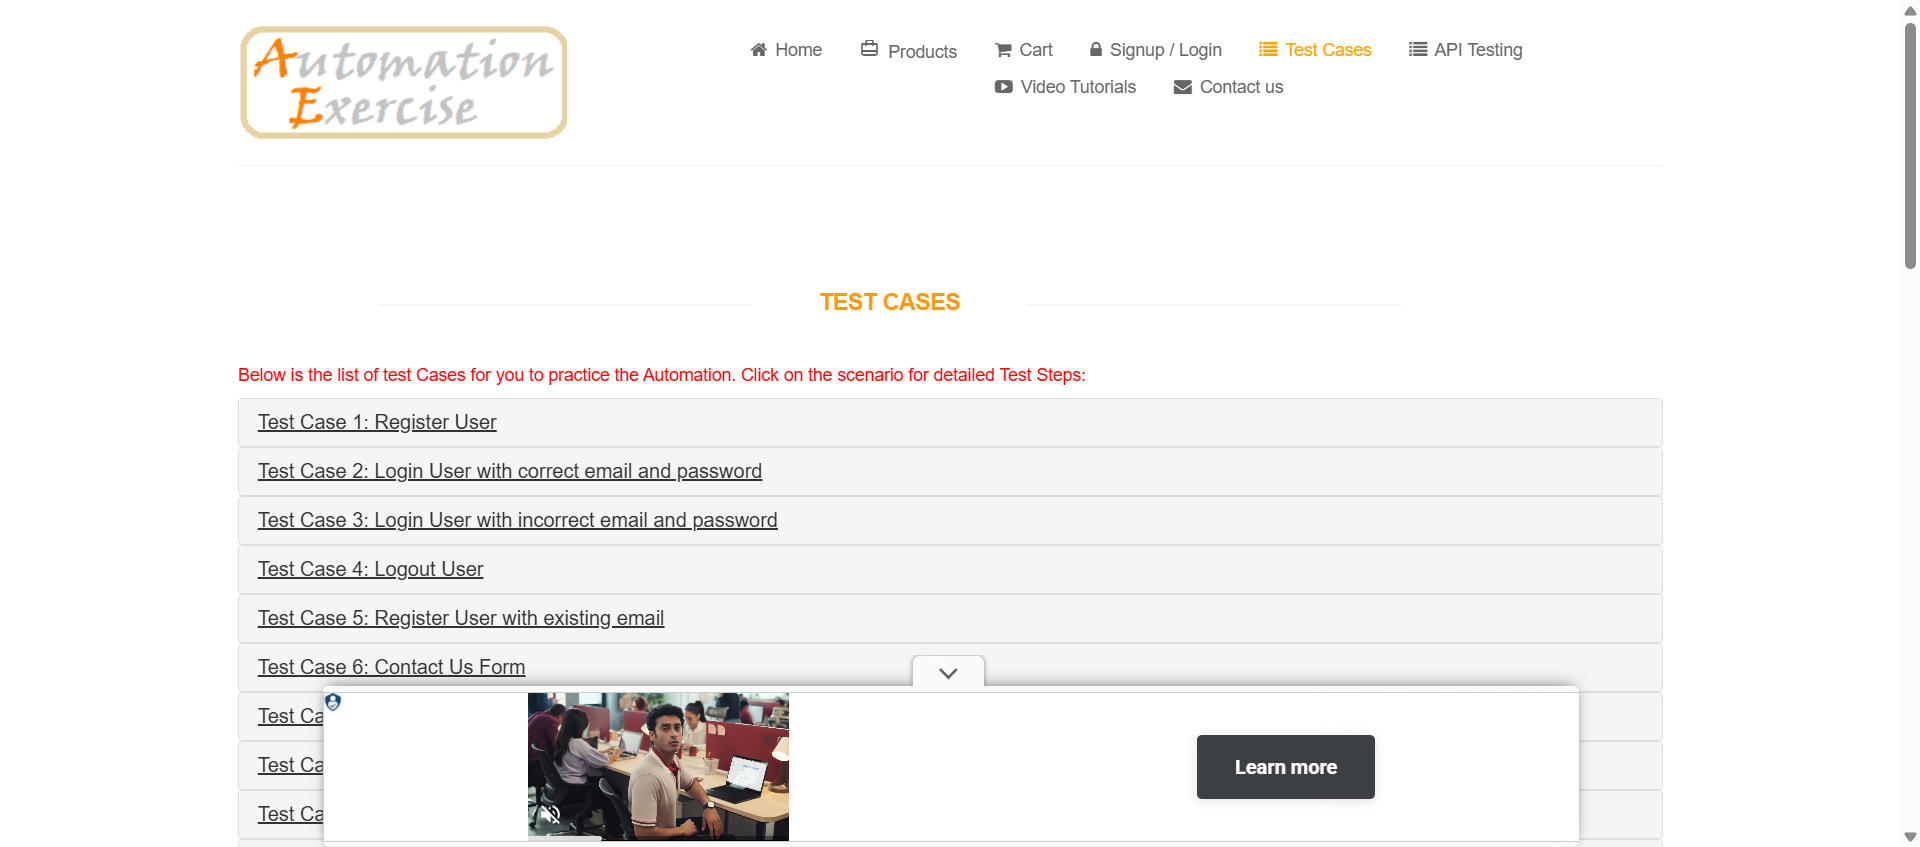 Automation
Exercise
Home
Products
Cart
Signup / Login
Test Cases
API Testing
Video Tutorials
Contact us
TEST CASES
Below is the list of test Cases for you to practice the Automation. Click on the scenario for detailed Test Steps:
Test Case 1: Register User
Test Case 2: Login User with correct email and password
Test Case 3: Login User with incorrect email and password
Test Case 4: Logout User
Test Case 5: Register User with existing email
Test Case 6: Contact Us Form
Test Ca
Test Ca
Test Ca
Learn more